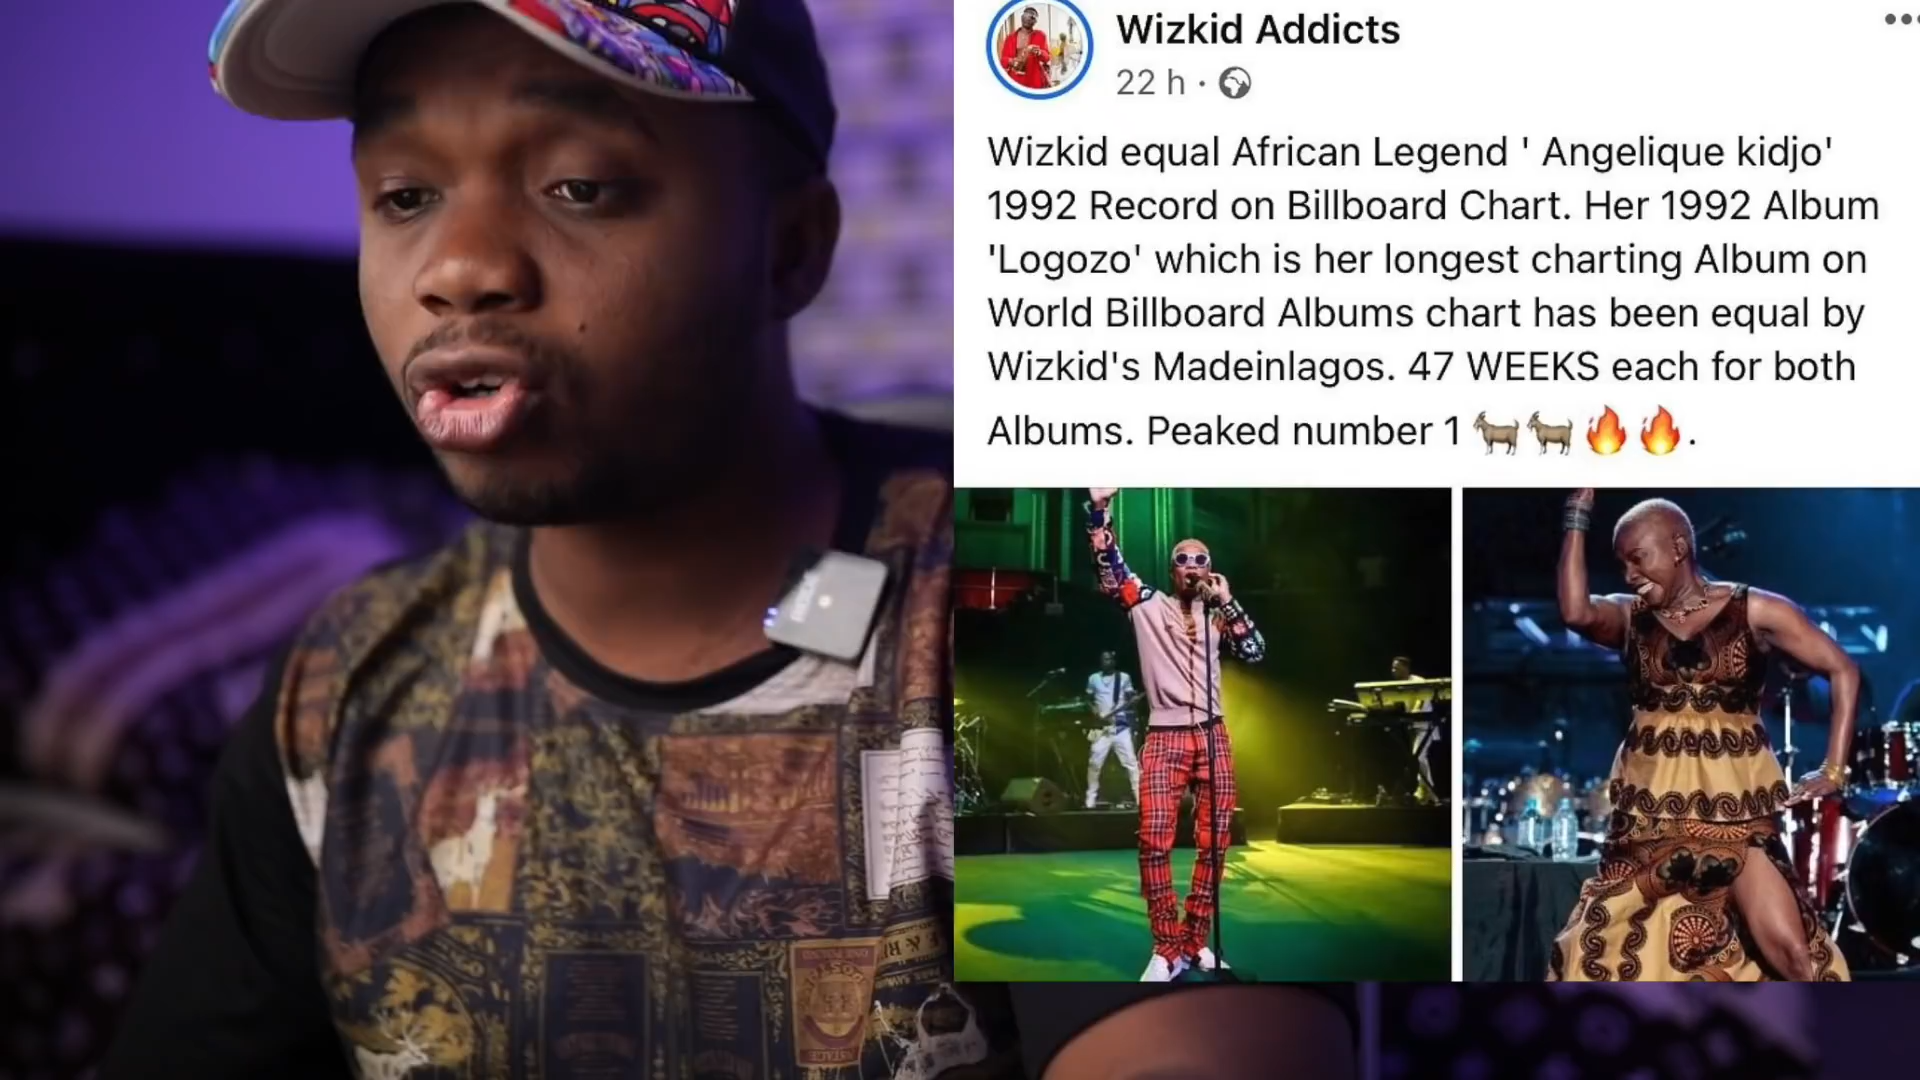 Wizkid Addicts
22 h ·
Wizkid equal African Legend ' Angelique kidjo'
1992 Record on Billboard Chart. Her 1992 Album
'Logozo' which is her longest charting Album on
World Billboard Albums chart has been equal by
Wizkid's Madeinlagos. 47 WEEKS each for both
Albums. Peaked number 1 🐐🐐🔥🔥.